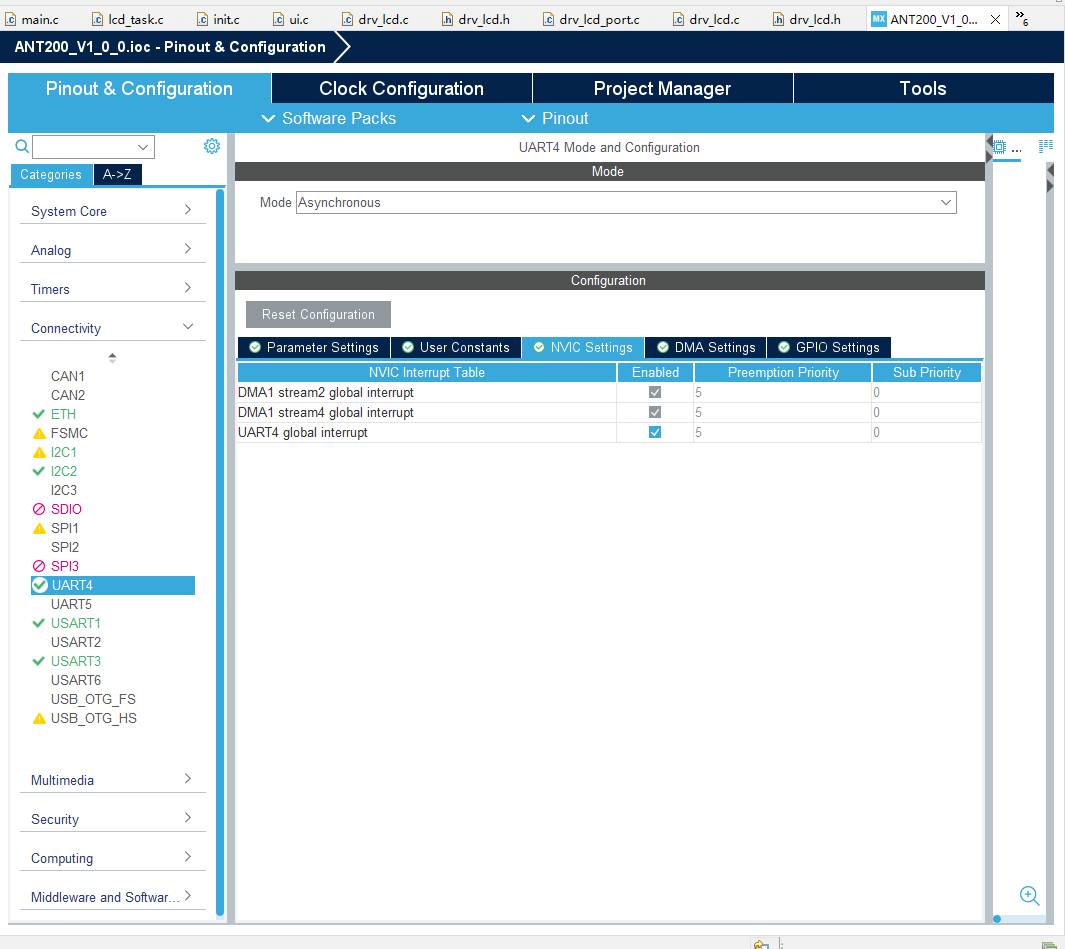 main.c lcd_task.c init.c ui.c drv_lcd.c drv_lcd.h drv_lcd_port.c drv_lcd.c drv_lcd.h MX ANT200_V1_0... » 6
ANT200_V1_0_0.ioc - Pinout & Configuration
Pinout & Configuration Clock Configuration Project Manager Tools
Software Packs Pinout
UART4 Mode and Configuration ...
Categories A->Z
Mode
Mode Asynchronous
System Core
Analog
Timers
Connectivity
CAN1
CAN2
ETH
FSMC
I2C1
I2C2
I2C3
SDIO
SPI1
SPI2
SPI3
UART4
UART5
USART1
USART2
USART3
USART6
USB_OTG_FS
USB_OTG_HS
Multimedia
Security
Computing
Middleware and Softwar...
Configuration
Reset Configuration
Parameter Settings User Constants NVIC Settings DMA Settings GPIO Settings
NVIC Interrupt Table Enabled Preemption Priority Sub Priority
DMA1 stream2 global interrupt 5 0
DMA1 stream4 global interrupt 5 0
UART4 global interrupt 5 0